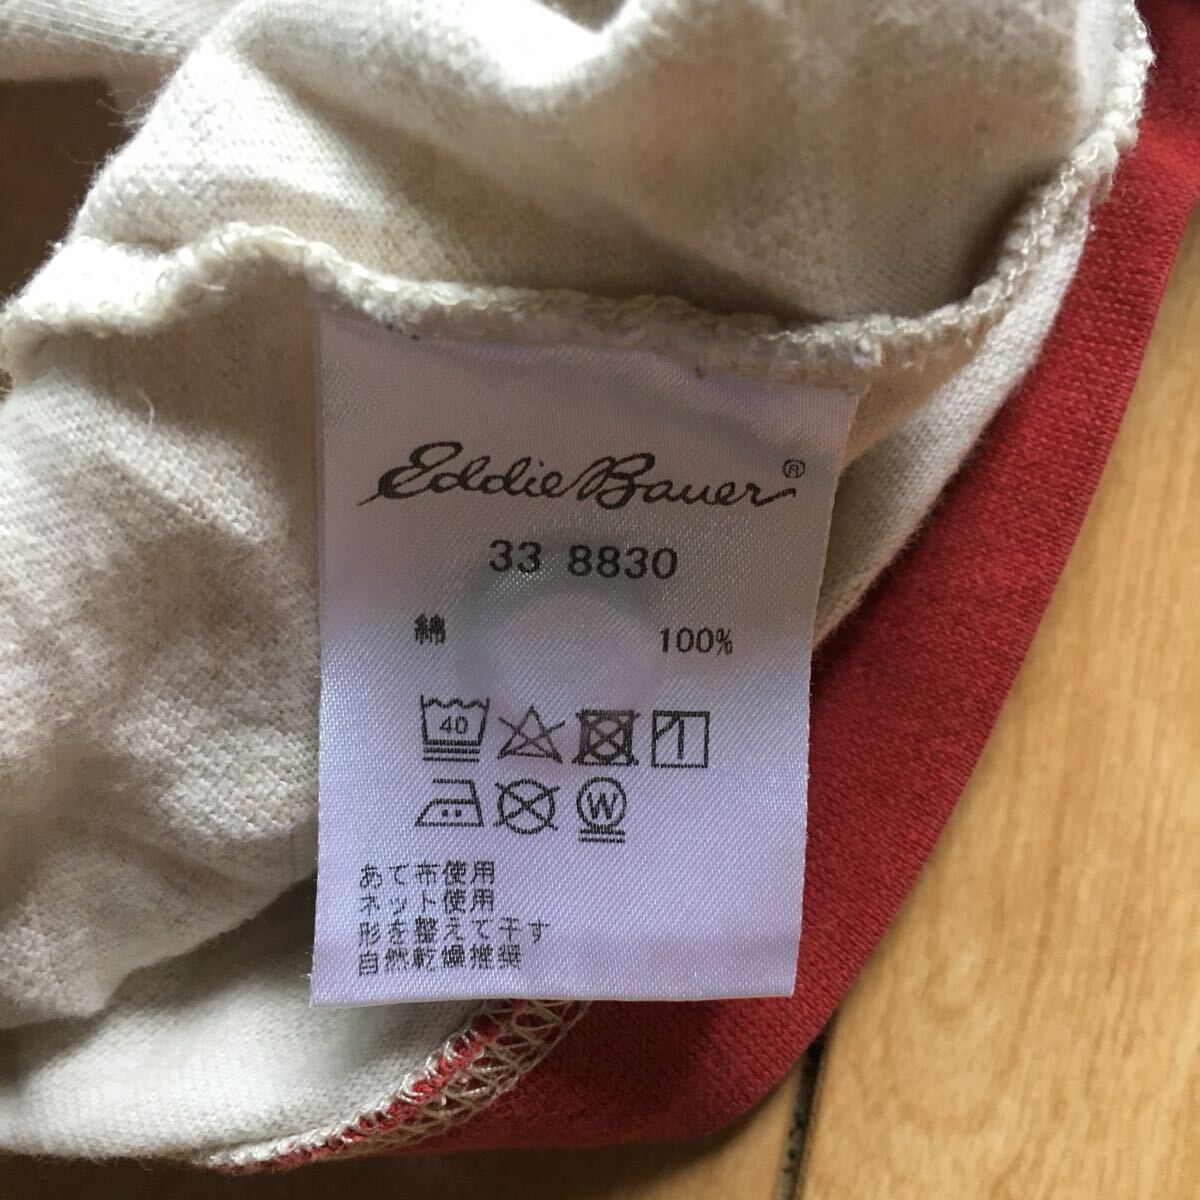 Eddie Bauer®
33 8830
綿 100%
40
W
あて布使用
ネット使用
形を整えて干す
自然乾燥推奨